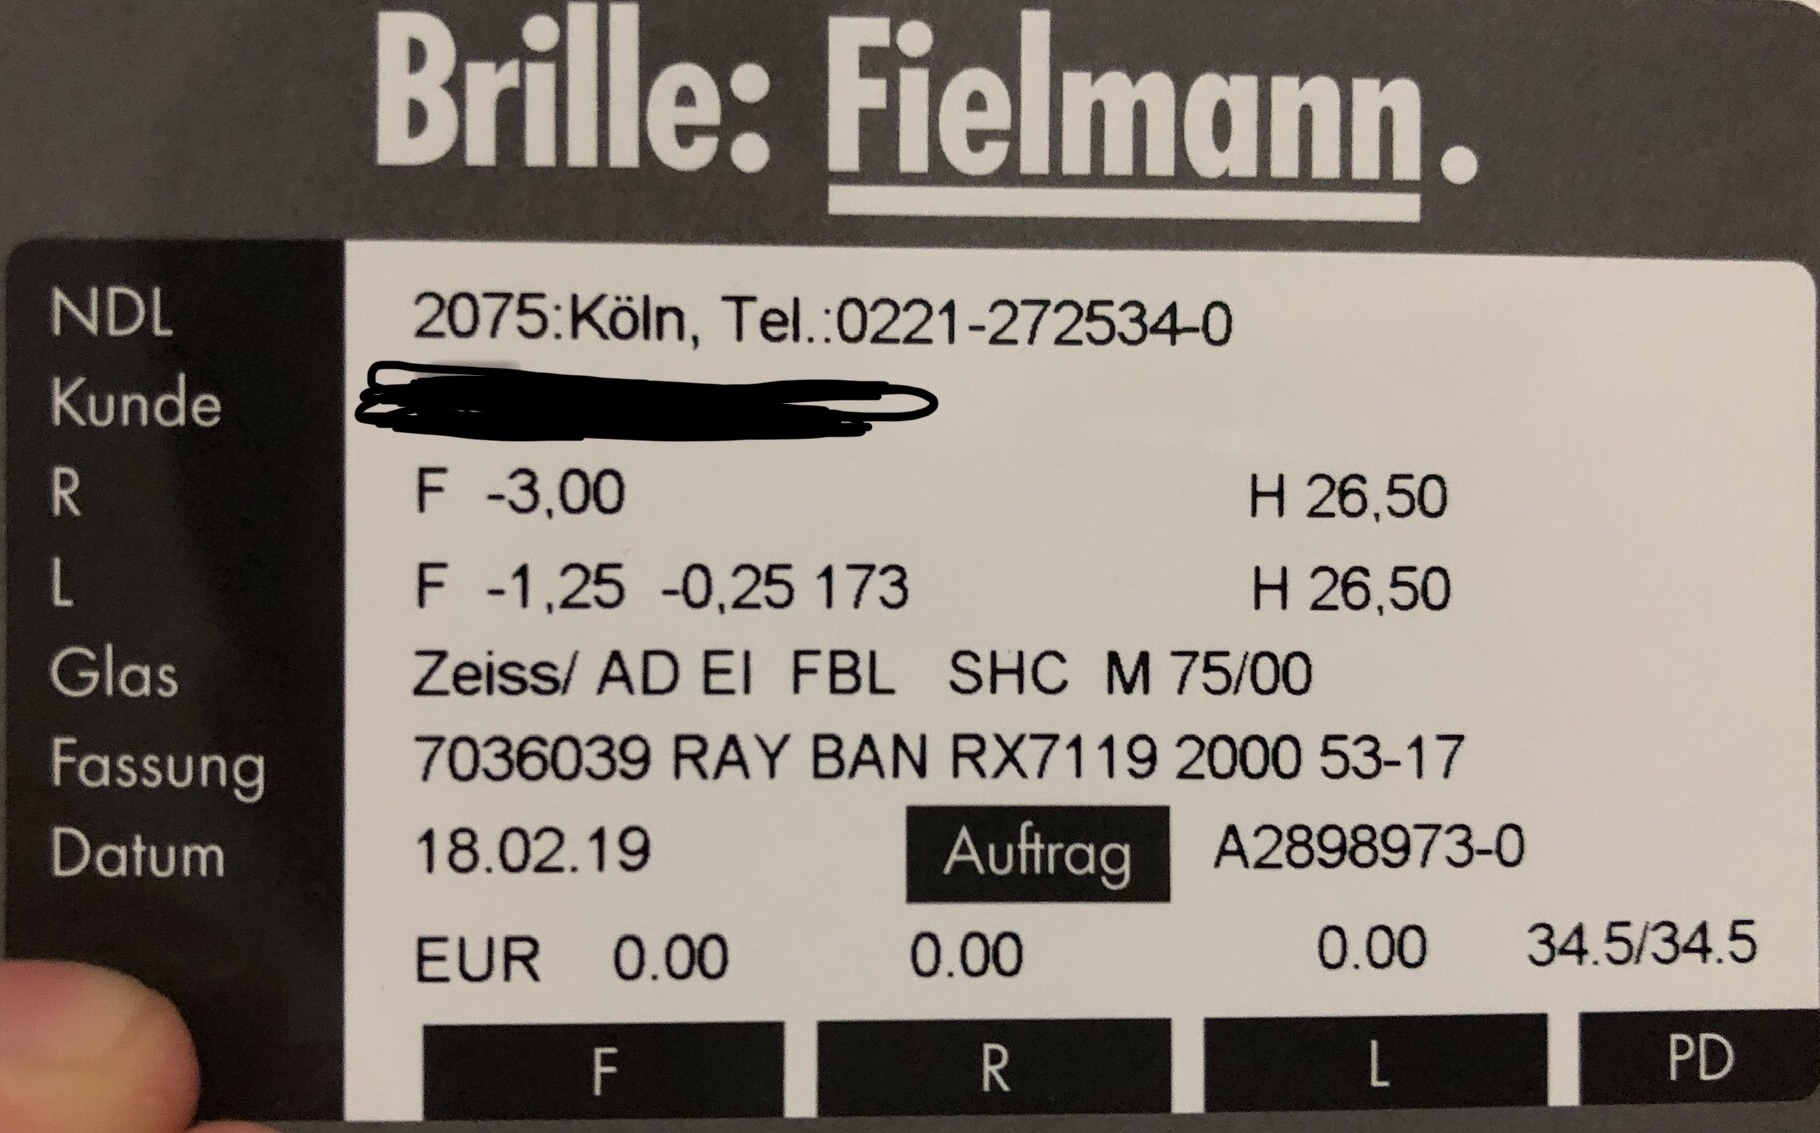 Brille: Fielmann.
NDL 2075:Köln, Tel.:0221-272534-0
Kunde
R F -3,00 H 26,50
L F -1,25 -0,25 173 H 26,50
Glas Zeiss/ AD EI FBL SHC M 75/00
Fassung 7036039 RAY BAN RX7119 2000 53-17
Datum 18.02.19 Auftrag A2898973-0
EUR 0.00 0.00 0.00 34.5/34.5
F R L PD